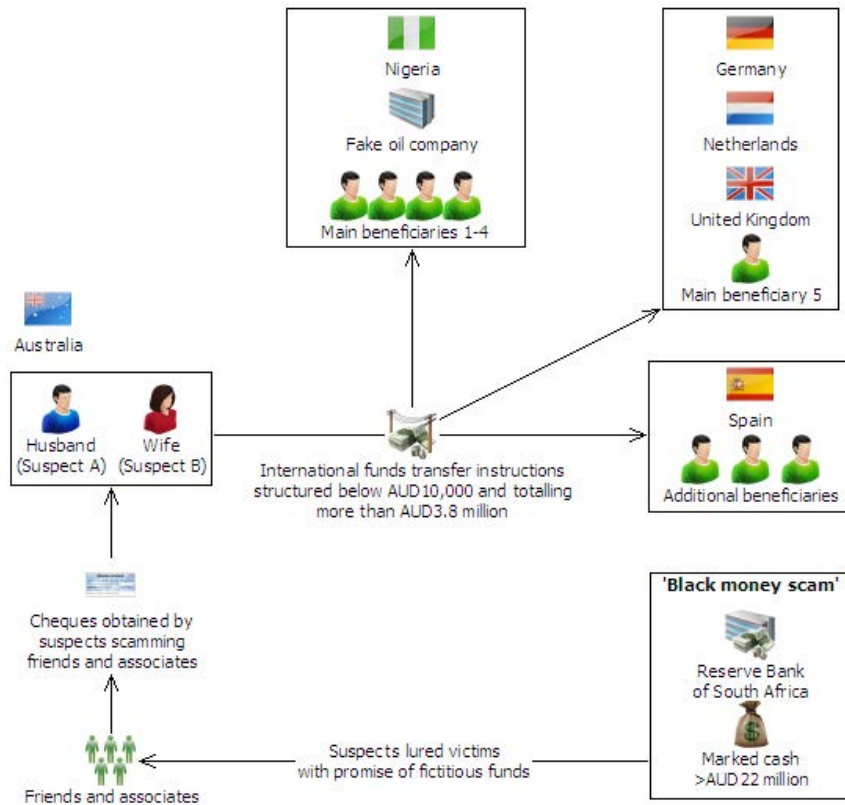 Nigeria
Fake oil company
Main beneficiaries 1-4
Germany
Netherlands
United Kingdom
Main beneficiary 5
Australia
Husband
(Suspect A)
Wife
(Suspect B)
International funds transfer instructions
structured below AUD10,000 and totalling
more than AUD3.8 million
Spain
Additional beneficiaries
Cheques obtained by
suspects scamming
friends and associates
Friends and associates
Suspects lured victims
with promise of fictitious funds
'Black money scam'
Reserve Bank
of South Africa
Marked cash
>AUD22 million